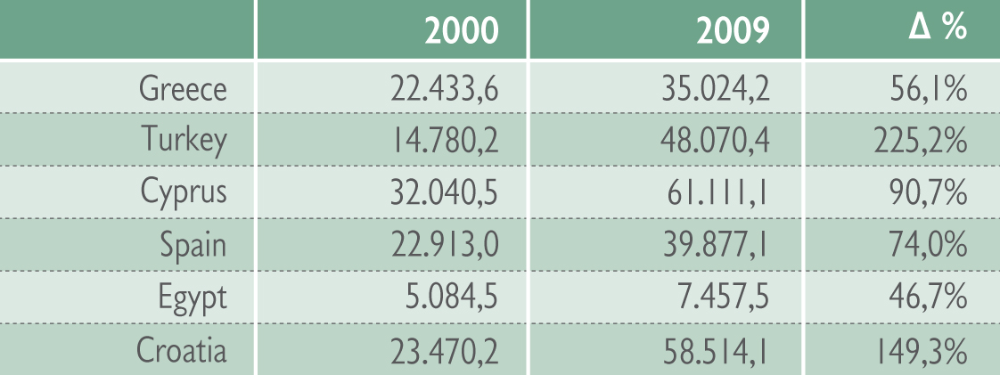 2000 2009 Δ %
Greece 22.433,6 35.024,2 56,1%
Turkey 14.780,2 48.070,4 225,2%
Cyprus 32.040,5 61.111,1 90,7%
Spain 22.913,0 39.877,1 74,0%
Egypt 5.084,5 7.457,5 46,7%
Croatia 23.470,2 58.514,1 149,3%